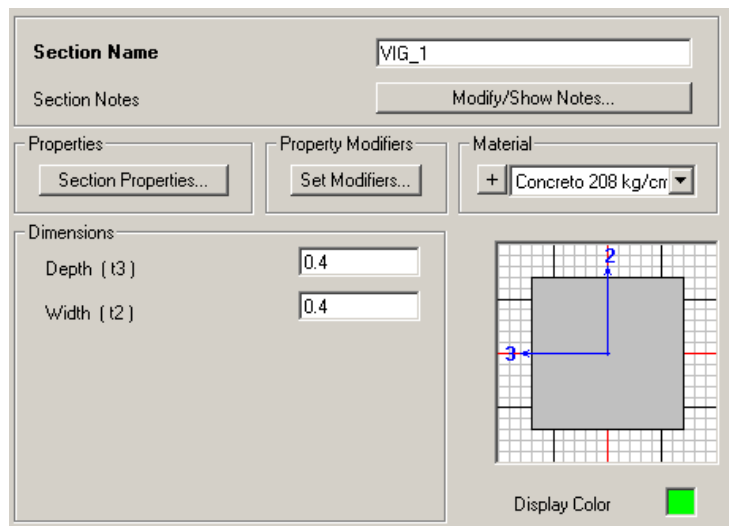 Section Name
VIG_1
Section Notes
Modify/Show Notes...
Properties
Property Modifiers
Material
Section Properties...
Set Modifiers...
+
Concreto 208 kg/cm
Dimensions
Depth ( t3 )
0.4
Width ( t2 )
0.4
2
3
Display Color